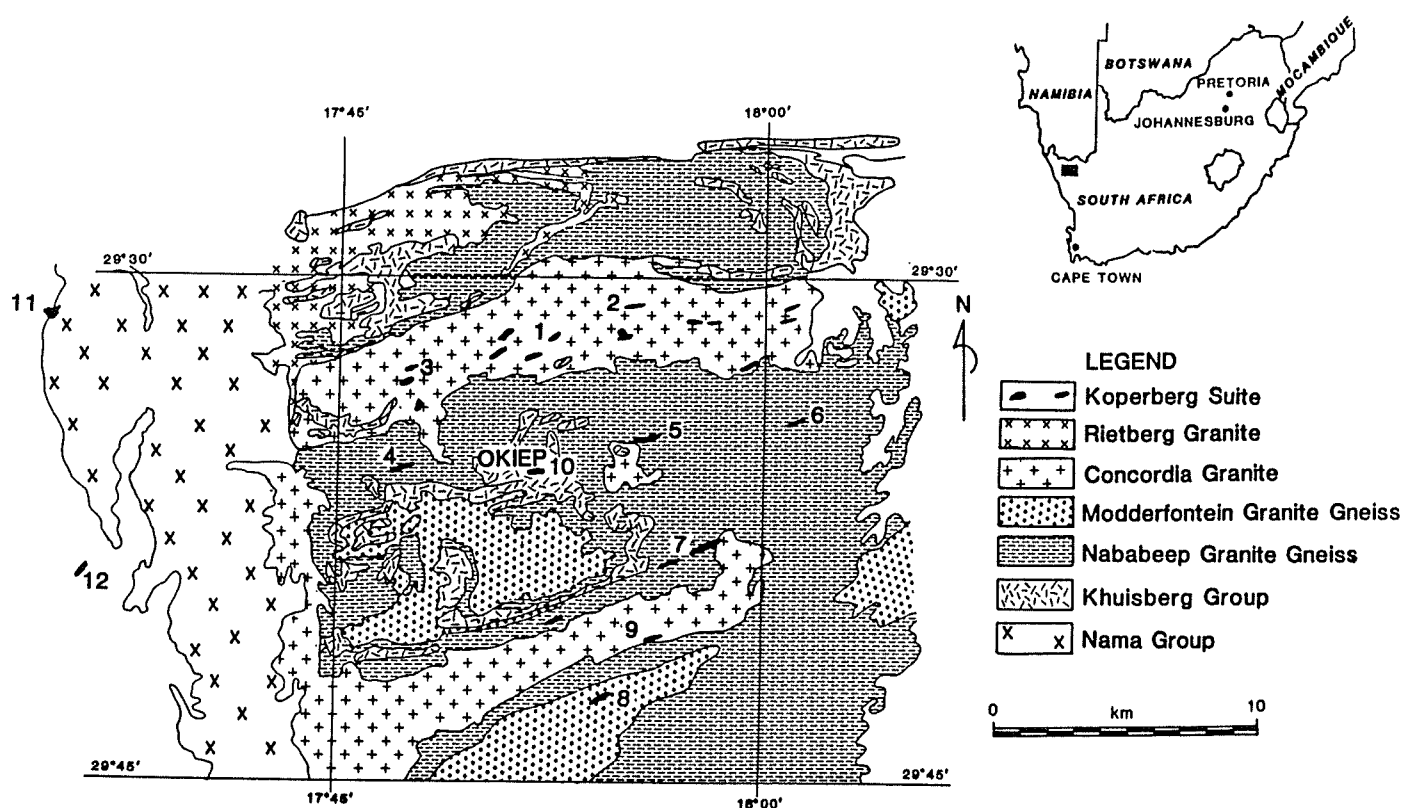 17°45'
18°00'
29°30'
29°30'
11
2
1
3
6
5
4
OKIEP
10
7
12
9
8
29°45'
29°45'
17°45'
18°00'
BOTSWANA
NAMIBIA
PRETORIA
MOCAMBIQUE
JOHANNESBURG
SOUTH AFRICA
CAPE TOWN
N
LEGEND
Koperberg Suite
Rietberg Granite
Concordia Granite
Modderfontein Granite Gneiss
Nababeep Granite Gneiss
Khuisberg Group
Nama Group
0 km 10